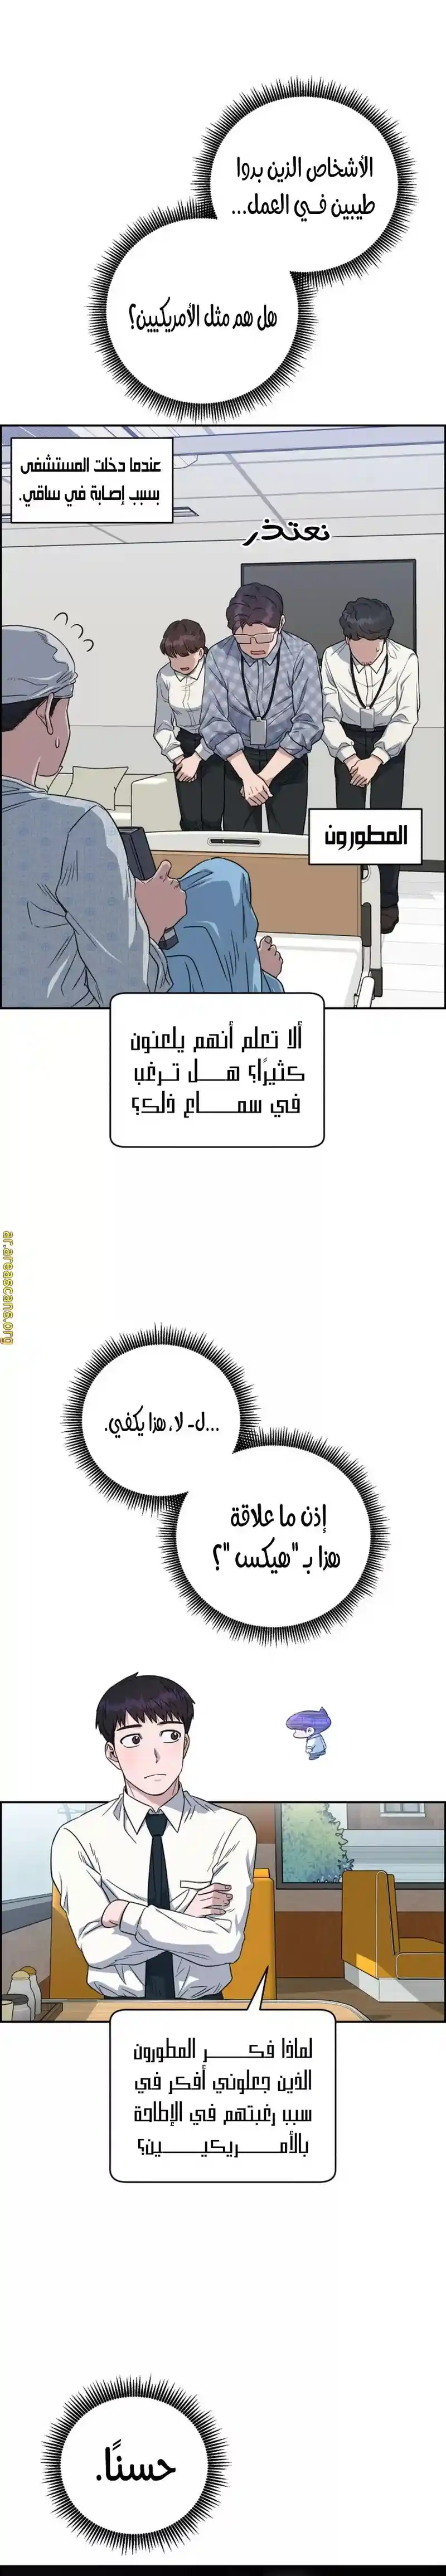 الأشخاص الذين بدوا
طيبين في العمل...
هل هم مثل الأمريكيين؟
عندما دخلت المستشفى
بسبب إصابة في ساقي.
نعتذر
المطورون
ألا تعلم أنهم يلعنون
كثيرًا؟ هل ترغب
في سماع ذلك؟
ar.areascans.org
...ل- لا، هذا يكفي.
إذن ما علاقة
هذا بـ "هيكس"؟
لماذا فكر المطورون
الذين جعلوني أفكر في
سبب رغبتهم في الإطاحة
بالأمريكيين؟
حسنًا.